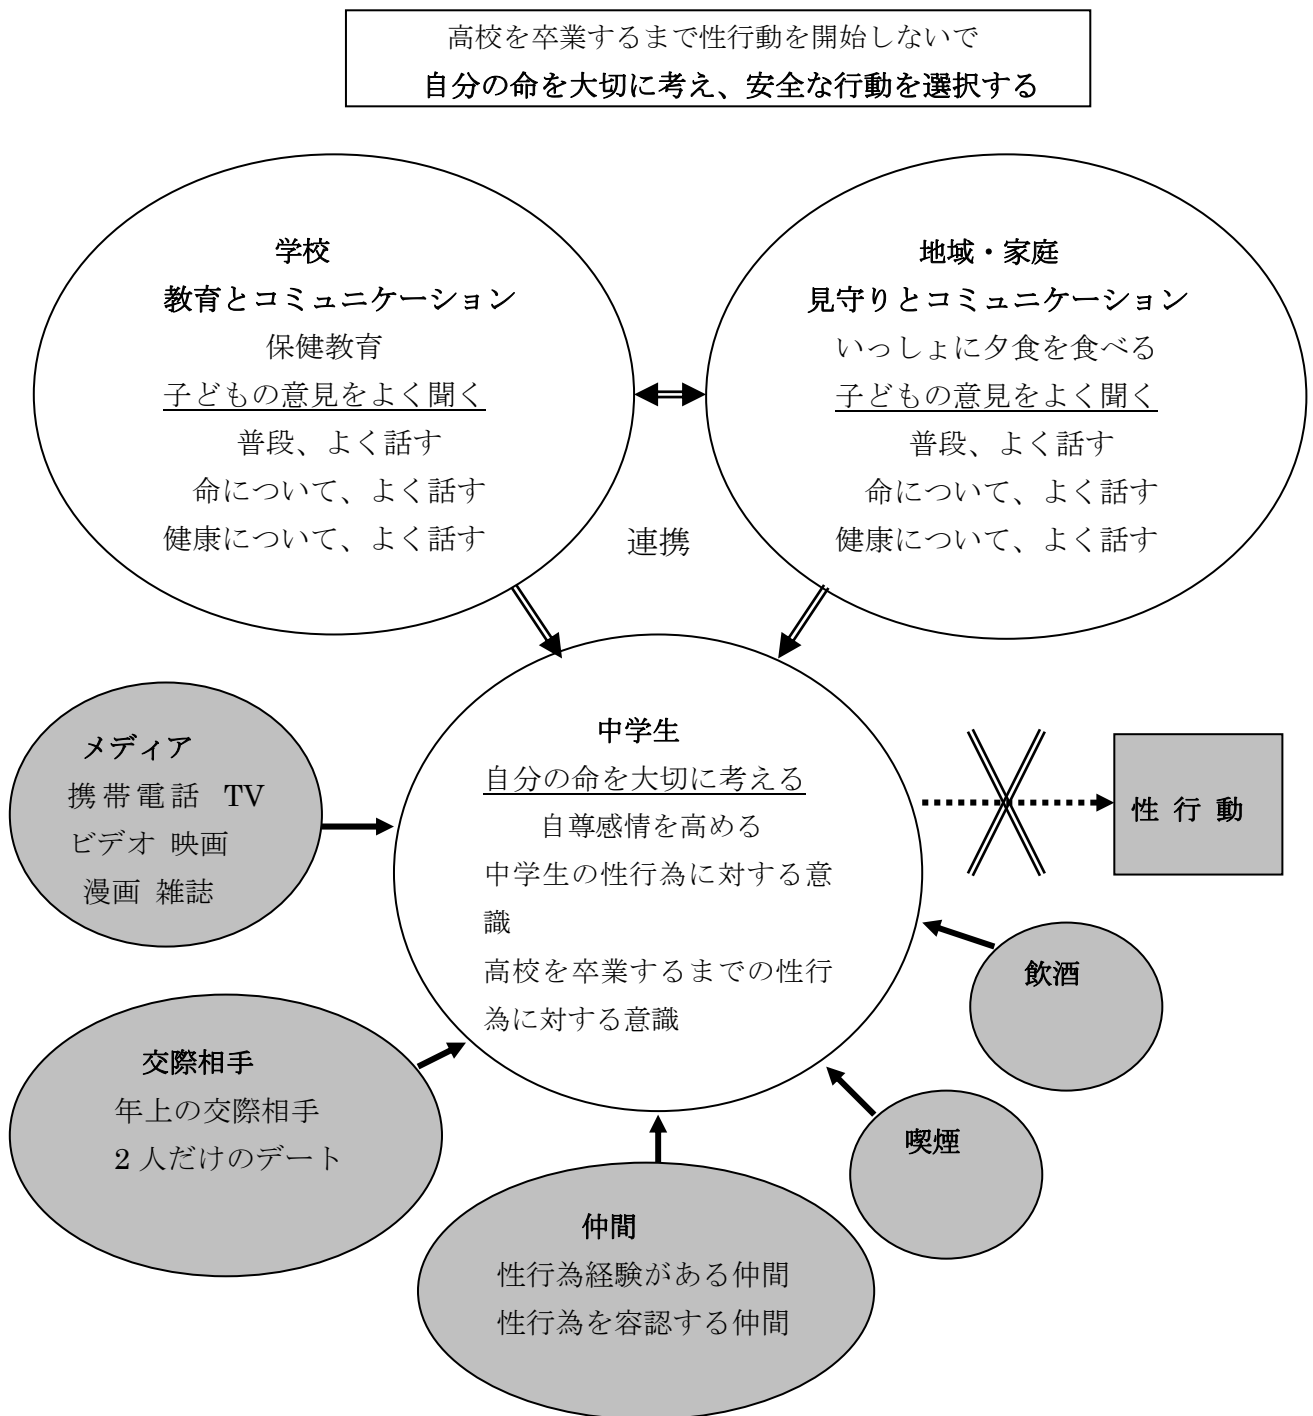 高校を卒業するまで性行動を開始しないで
自分の命を大切に考え、安全な行動を選択する
学校
教育とコミュニケーション
保健教育
子どもの意見をよく聞く
普段、よく話す
命について、よく話す
健康について、よく話す
地域・家庭
見守りとコミュニケーション
いっしょに夕食を食べる
子どもの意見をよく聞く
普段、よく話す
命について、よく話す
健康について、よく話す
連携
中学生
自分の命を大切に考える
自尊感情を高める
中学生の性行為に対する意
識
高校を卒業するまでの性行
為に対する意識
メディア
携帯電話 TV
ビデオ 映画
漫画 雑誌
性 行 動
飲酒
交際相手
年上の交際相手
2 人だけのデート
喫煙
仲間
性行為経験がある仲間
性行為を容認する仲間